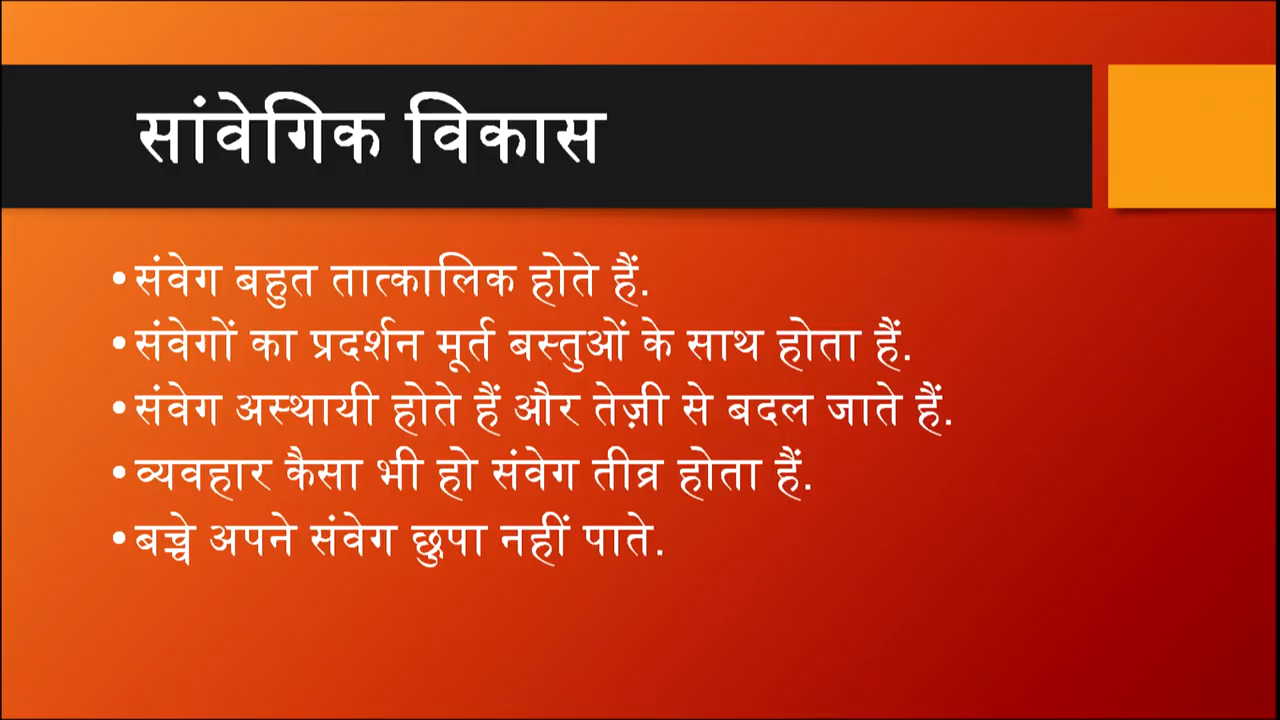 सांवेगिक विकास
•संवेग बहुत तात्कालिक होते हैं.
•संवेगों का प्रदर्शन मूर्त बस्तुओं के साथ होता हैं.
•संवेग अस्थायी होते हैं और तेज़ी से बदल जाते हैं.
•व्यवहार कैसा भी हो संवेग तीव्र होता हैं.
•बच्चे अपने संवेग छुपा नहीं पाते.